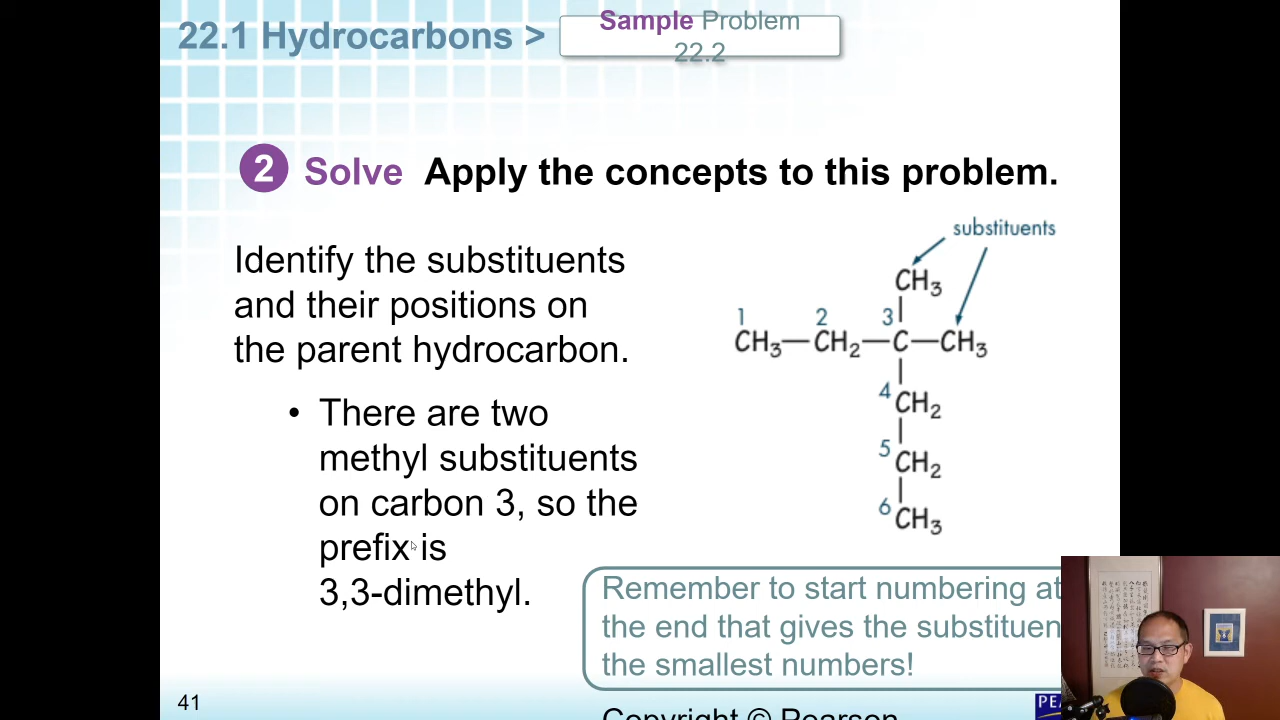 22.1 Hydrocarbons >
Sample Problem
22.2
2 Solve Apply the concepts to this problem.
Identify the substituents
and their positions on
the parent hydrocarbon.
• There are two
methyl substituents
on carbon 3, so the
prefix is
3,3-dimethyl.
substituents
CH₃
1 2 3
CH₃—CH₂—C—CH₃
4 CH₂
5 CH₂
6 CH₃
Remember to start numbering at
the end that gives the substituen
the smallest numbers!
41
Copyright © Pearson
PE